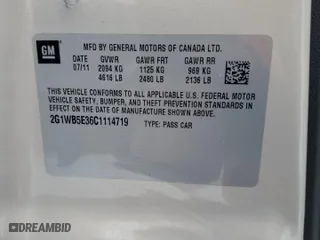 GM
MFD BY GENERAL MOTORS OF CANADA LTD.
DATE GVWR GAWR FRT GAWR RR
07/11 2094 KG 1125 KG 969 KG
4616 LB 2480 LB 2136 LB
THIS VEHICLE CONFORMS TO ALL APPLICABLE U.S. FEDERAL MOTOR
VEHICLE SAFETY, BUMPER, AND THEFT PREVENTION STANDARDS IN
EFFECT ON THE DATE OF MANUFACTURE SHOWN ABOVE.
2G1WB5E36C1114719 TYPE: PASS CAR
DREAMBID